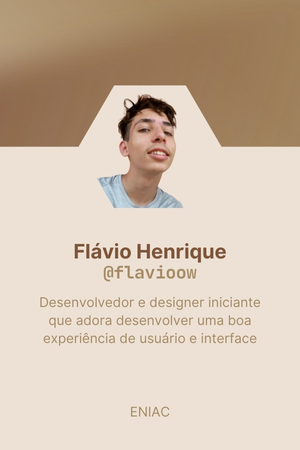 Flávio Henrique
@flavioow
Desenvolvedor e designer iniciante
que adora desenvolver uma boa
experiência de usuário e interface
ENIAC